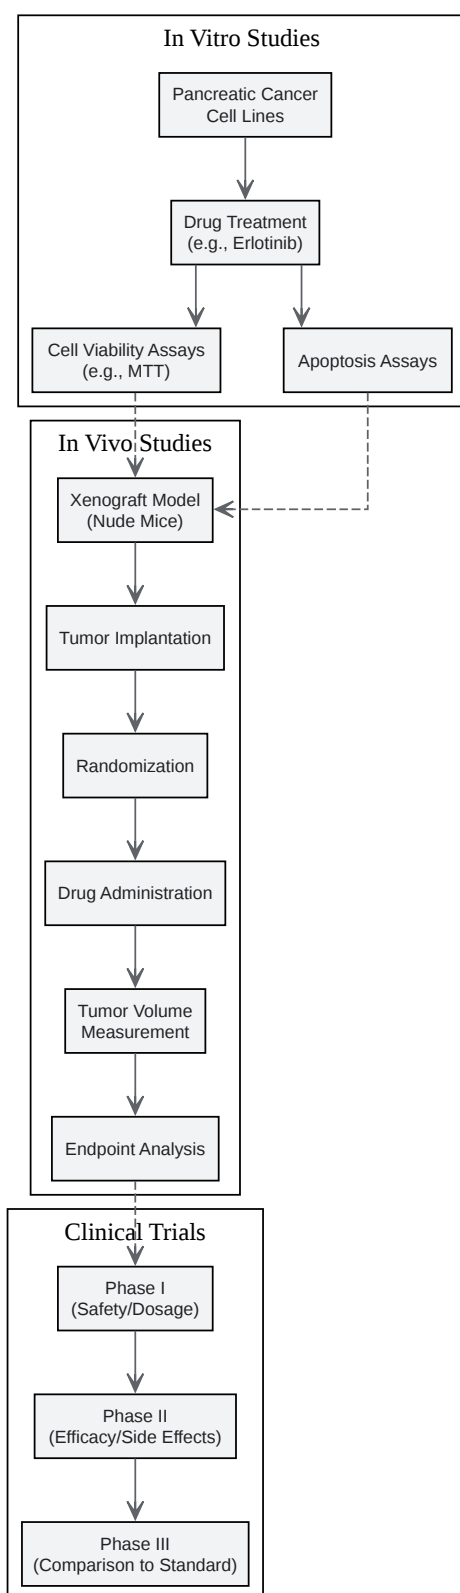 In Vitro Studies
Pancreatic Cancer
Cell Lines
Drug Treatment
(e.g., Erlotinib)
Cell Viability Assays
(e.g., MTT)
Apoptosis Assays
In Vivo Studies
Xenograft Model
(Nude Mice)
Tumor Implantation
Randomization
Drug Administration
Tumor Volume
Measurement
Endpoint Analysis
Clinical Trials
Phase I
(Safety/Dosage)
Phase II
(Efficacy/Side Effects)
Phase III
(Comparison to Standard)